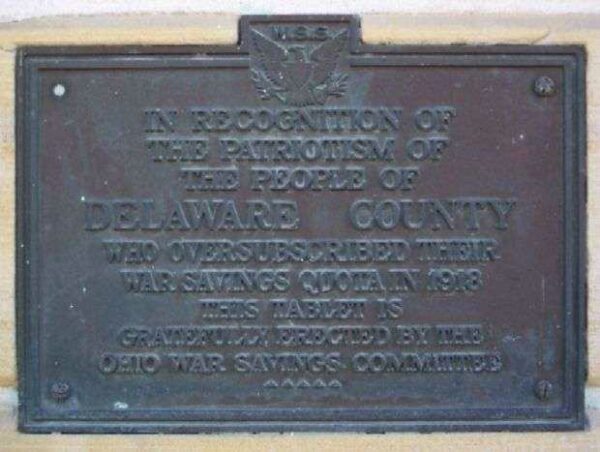 W.S.S.
IN RECOGNITION OF
THE PATRIOTISM OF
THE PEOPLE OF
DELAWARE COUNTY
WHO OVERSUBSCRIBED THEIR
WAR SAVINGS QUOTA IN 1918
THIS TABLET IS
GRATEFULLY ERECTED BY THE
OHIO WAR SAVINGS COMMITTEE